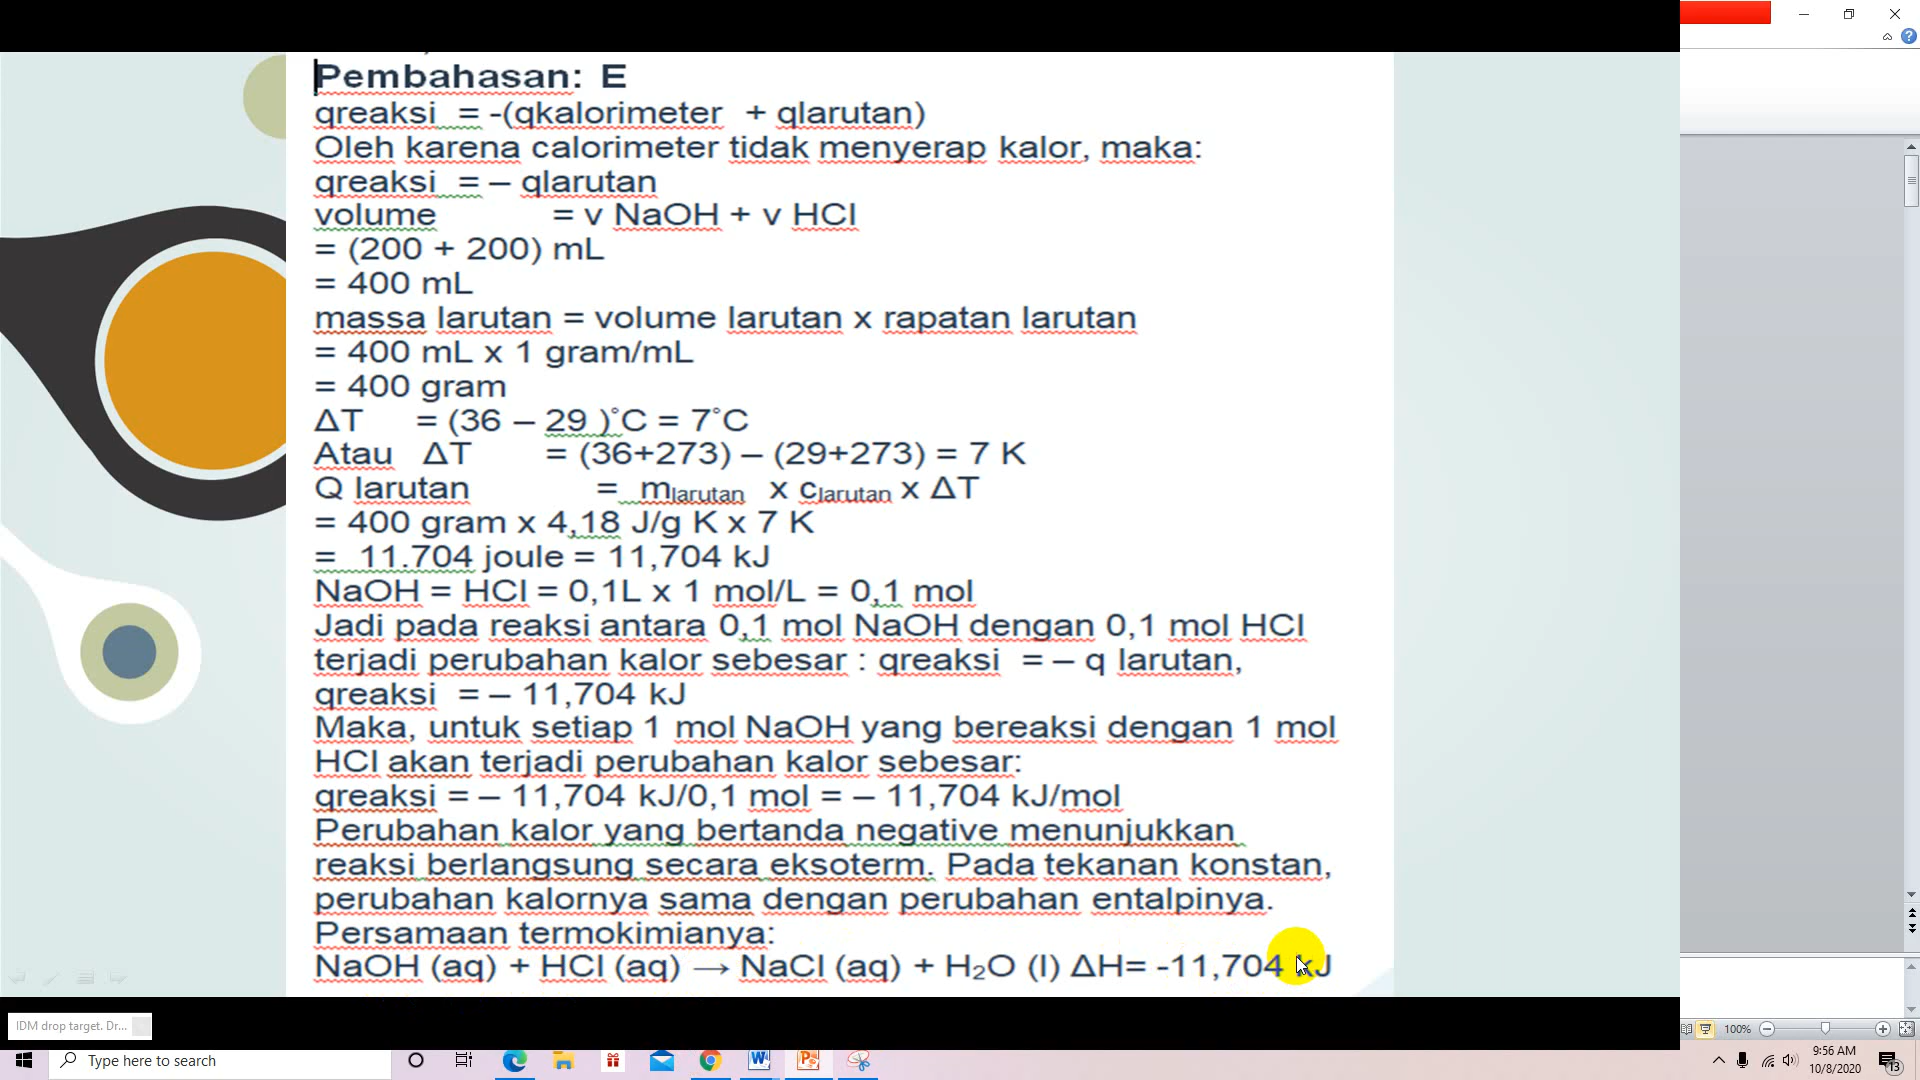 Pembahasan: E
qreaksi = -(qkalorimeter + qlarutan)
Oleh karena calorimeter tidak menyerap kalor, maka:
qreaksi = – qlarutan
volume = v NaOH + v HCl
= (200 + 200) mL
= 400 mL
massa larutan = volume larutan x rapatan larutan
= 400 mL x 1 gram/mL
= 400 gram
ΔT = (36 – 29 )˚C = 7˚C
Atau ΔT = (36+273) – (29+273) = 7 K
Q larutan = mlarutan x clarutan x ΔT
= 400 gram x 4,18 J/g K x 7 K
= 11.704 joule = 11,704 kJ
NaOH = HCl = 0,1L x 1 mol/L = 0,1 mol
Jadi pada reaksi antara 0,1 mol NaOH dengan 0,1 mol HCl
terjadi perubahan kalor sebesar : qreaksi = – q larutan,
qreaksi = – 11,704 kJ
Maka, untuk setiap 1 mol NaOH yang bereaksi dengan 1 mol
HCl akan terjadi perubahan kalor sebesar:
qreaksi = – 11,704 kJ/0,1 mol = – 11,704 kJ/mol
Perubahan kalor yang bertanda negative menunjukkan
reaksi berlangsung secara eksoterm. Pada tekanan konstan,
perubahan kalornya sama dengan perubahan entalpinya.
Persamaan termokimianya:
NaOH (aq) + HCl (aq) → NaCl (aq) + H₂O (l) ΔH= -11,704 kJ
IDM drop target. Dr...
100%
Type here to search
9:56 AM
10/8/2020
13